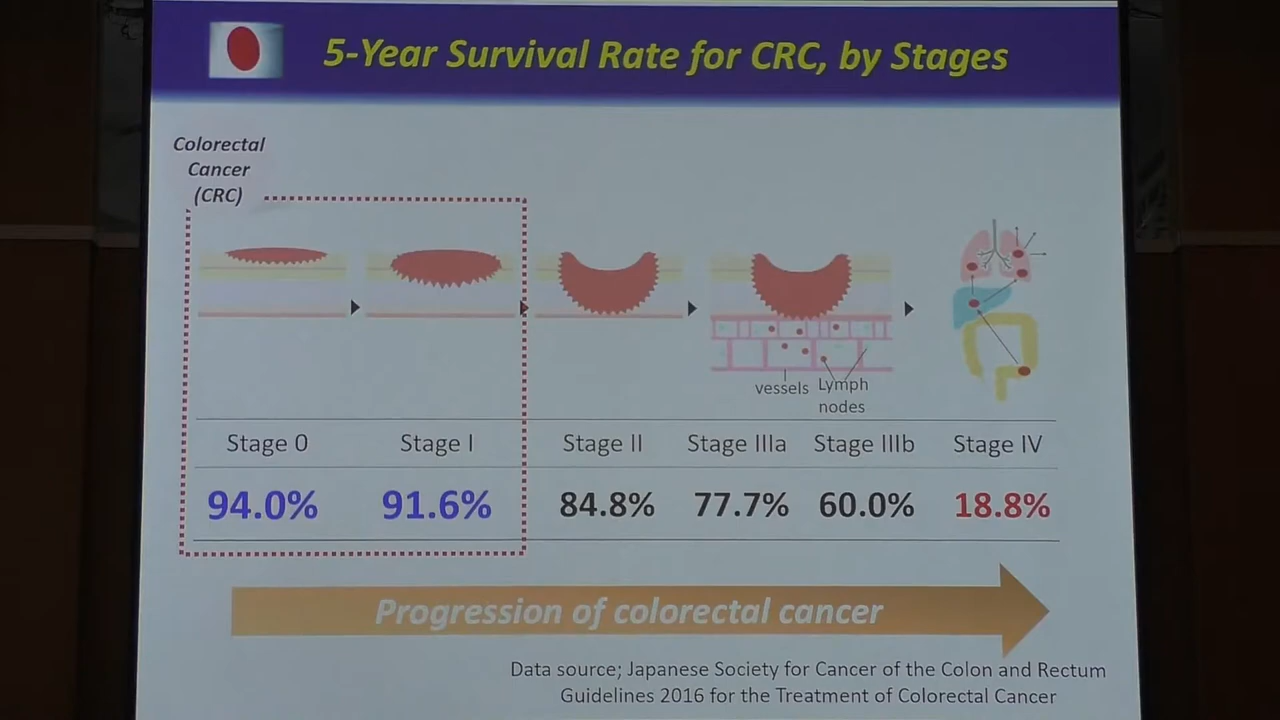 5-Year Survival Rate for CRC, by Stages
Colorectal
Cancer
(CRC)
vessels
Lymph
nodes
Stage 0 Stage I Stage II Stage IIIa Stage IIIb Stage IV
94.0% 91.6% 84.8% 77.7% 60.0% 18.8%
Progression of colorectal cancer
Data source; Japanese Society for Cancer of the Colon and Rectum
Guidelines 2016 for the Treatment of Colorectal Cancer